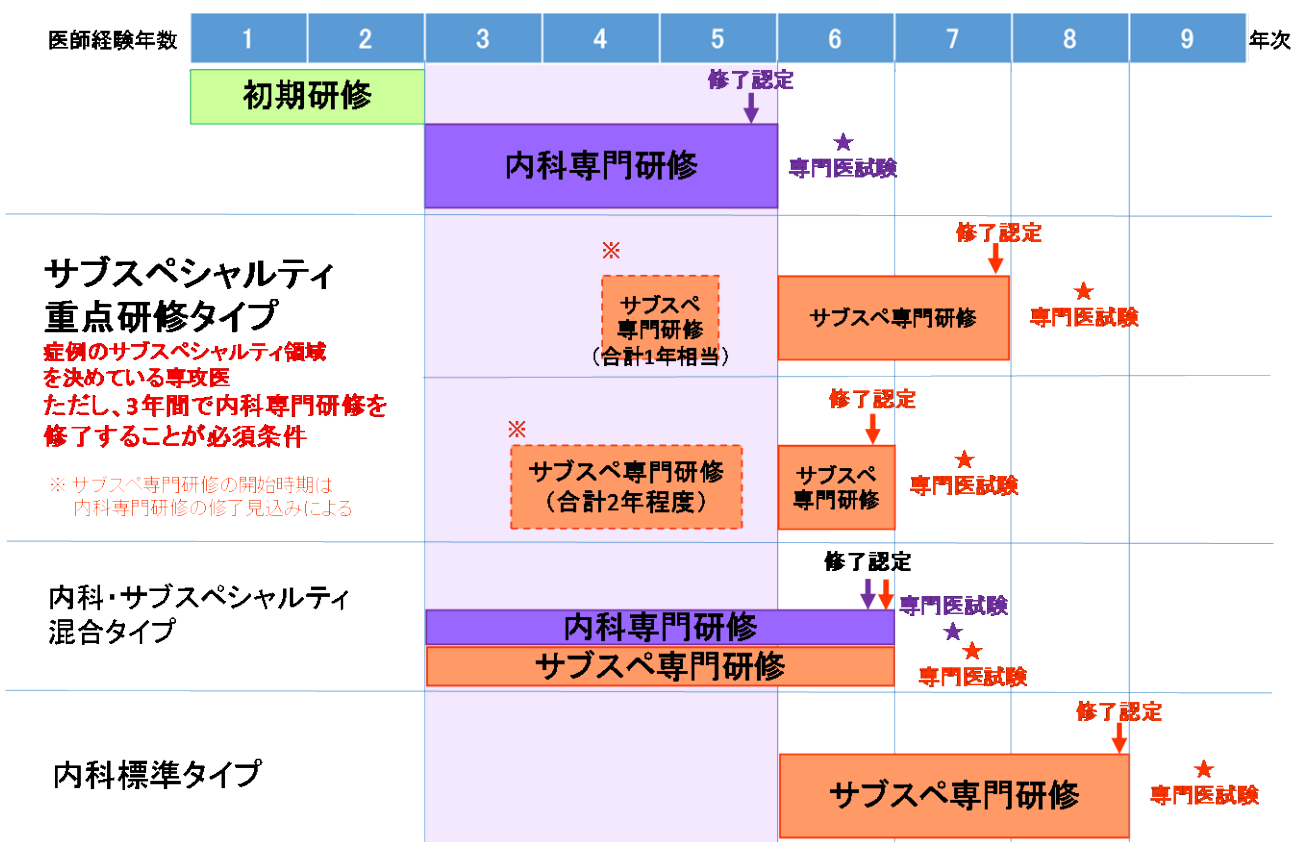 医師経験年数 1 2 3 4 5 6 7 8 9 年次
初期研修
修了認定
内科専門研修
★
専門医試験
サブスペシャルティ
重点研修タイプ
症例のサブスペシャルティ領域
を決めている専攻医
ただし、3年間で内科専門研修を
修了することが必須条件
※ サブスペ専門研修の開始時期は
内科専門研修の修了見込みによる
※
サブスペ
専門研修
（合計1年相当）
修了認定
サブスペ専門研修
★
専門医試験
※
サブスペ専門研修
（合計2年程度）
修了認定
サブスペ
専門研修
★
専門医試験
内科・サブスペシャルティ
混合タイプ
修了認定
内科専門研修
サブスペ専門研修
専門医試験
★
★
専門医試験
内科標準タイプ
修了認定
サブスペ専門研修
★
専門医試験